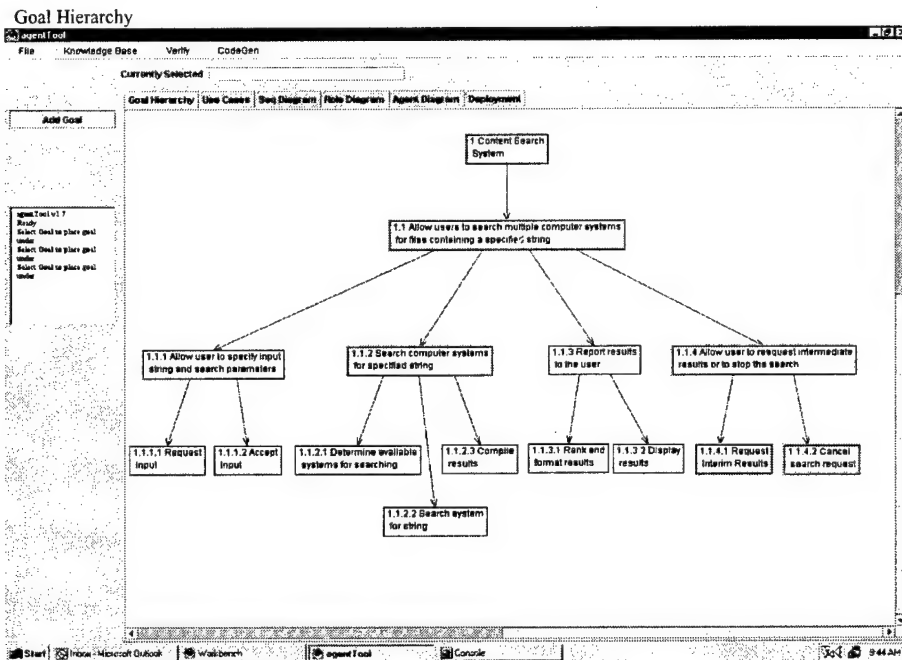 Goal Hierarchy
agentTool
File Knowledge Base Verify CodeGen
Currently Selected
Goal Hierarchy Use Cases Seq Diagram Role Diagram Agent Diagram Deployment
Add Goal
agentTool v1 7
Ready
Select Goal to place goal
under
Select Goal to place goal
under
Select Goal to place goal
under
1 Content Search
System
1.1 Allow users to search multiple computer systems
for files containing a specified string
1.1.1 Allow user to specify input
string and search parameters
1.1.2 Search computer systems
for specified string
1.1.3 Report results
to the user
1.1.4 Allow user to resquest intermediate
results or to stop the search
1.1.1.1 Request
Input
1.1.1.2 Accept
Input
1.1.2.1 Determine available
systems for searching
1.1.2.3 Compile
results
1.1.3.1 Rank and
format results
1.1.3 2 Display
results
1.1.4.1 Request
Interim Results
1.1.4.2 Cancel
search request
1.1.2.2 Search system
for string
Start Inbox - Microsoft Outlook Workbench agentTool Console 9:44 AM